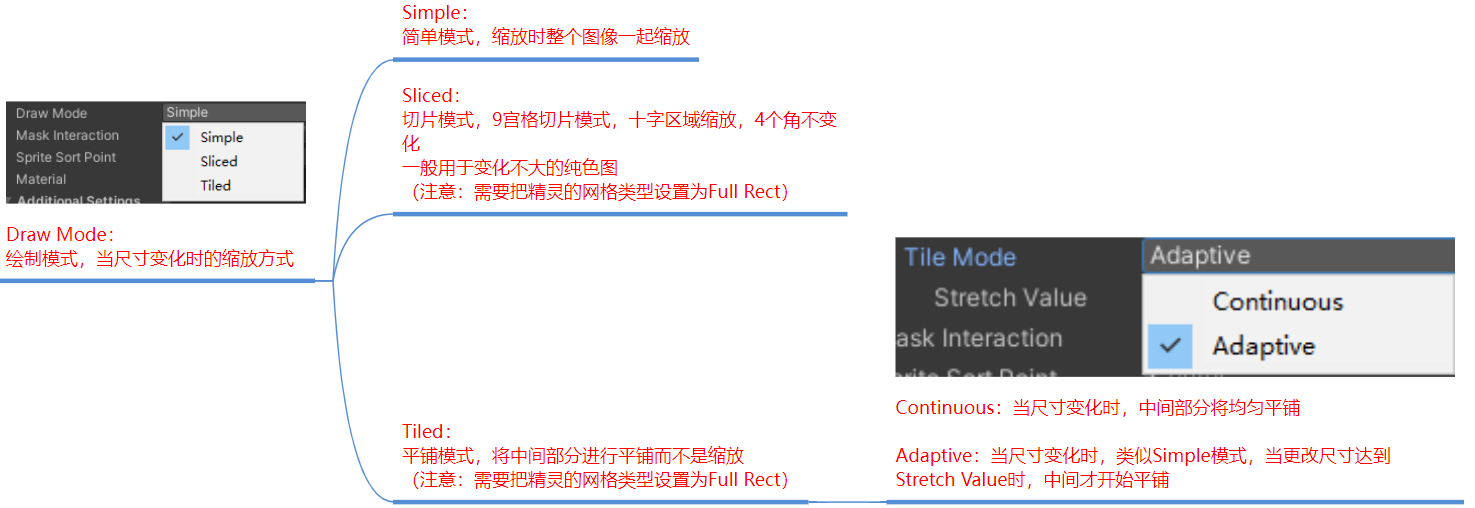 Draw Mode
Simple
Mask Interaction
Simple
Sprite Sort Point
Sliced
Material
Tiled
Additional Settings
Draw Mode：
绘制模式，当尺寸变化时的缩放方式
Simple：
简单模式，缩放时整个图像一起缩放
Sliced：
切片模式，9宫格切片模式，十字区域缩放，4个角不变
化
一般用于变化不大的纯色图
（注意：需要把精灵的网格类型设置为Full Rect）
Tiled：
平铺模式，将中间部分进行平铺而不是缩放
（注意：需要把精灵的网格类型设置为Full Rect）
Tile Mode
Adaptive
Stretch Value
Continuous
ask Interaction
Adaptive
Continuous：当尺寸变化时，中间部分将均匀平铺
Adaptive：当尺寸变化时，类似Simple模式，当更改尺寸达到
Stretch Value时，中间才开始平铺